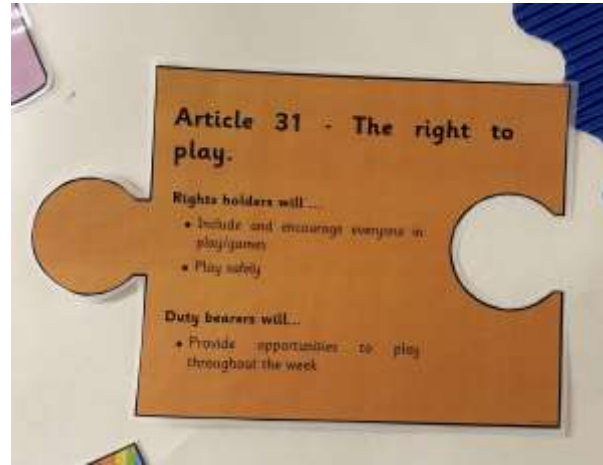 Article 31 - The right to
play.
Rights holders will....
• Include and encourage everyone in
play/games
• Play safely
Duty bearers will...
• Provide opportunities to play
throughout the week